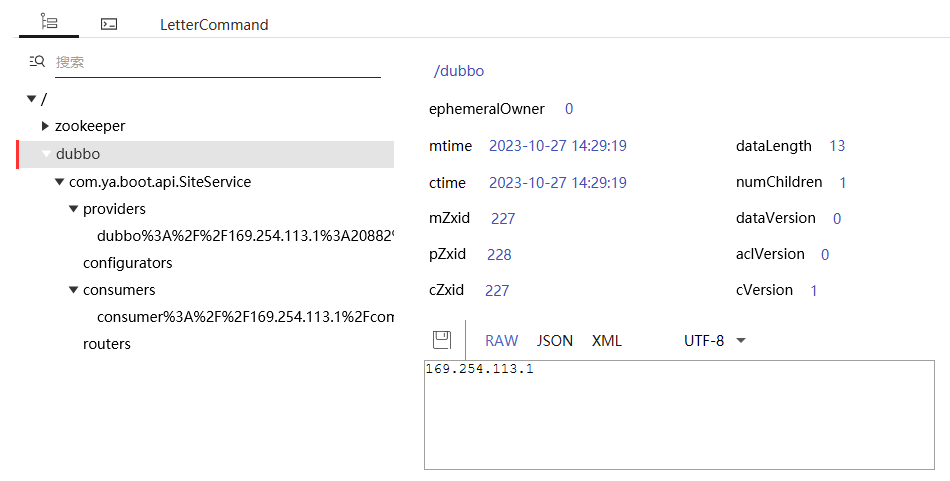 LetterCommand
搜索
/
zookeeper
dubbo
com.ya.boot.api.SiteService
providers
dubbo%3A%2F%2F169.254.113.1%3A20882%
configurators
consumers
consumer%3A%2F%2F169.254.113.1%2Fcom
routers
/dubbo
ephemeralOwner 0
mtime 2023-10-27 14:29:19 dataLength 13
ctime 2023-10-27 14:29:19 numChildren 1
mZxid 227 dataVersion 0
pZxid 228 aclVersion 0
cZxid 227 cVersion 1
RAW JSON XML UTF-8
169.254.113.1